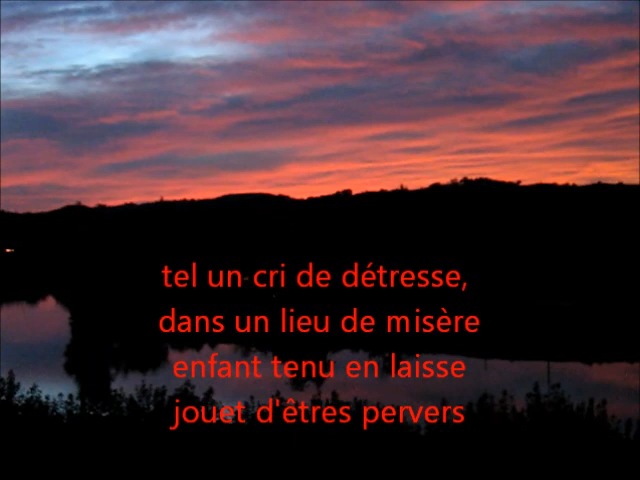 tel un cri de détresse,
dans un lieu de misère
enfant tenu en laisse
jouet d'êtres pervers